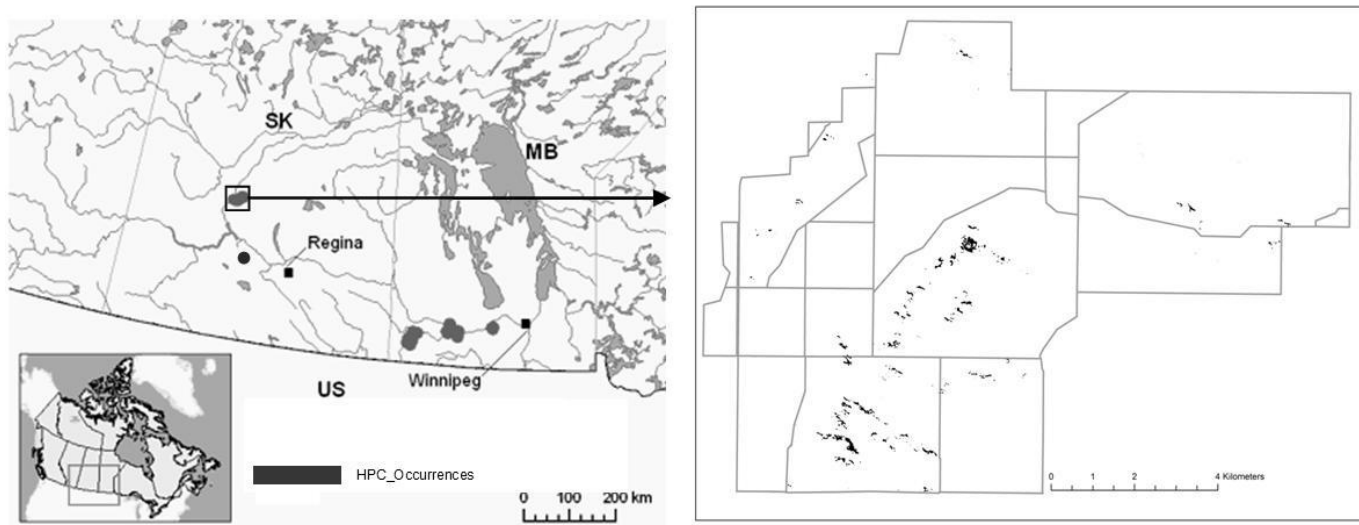 SK
MB
Regina
Winnipeg
US
HPC_Occurrences
0 100 200 km
0 1 2 4 Kilometers